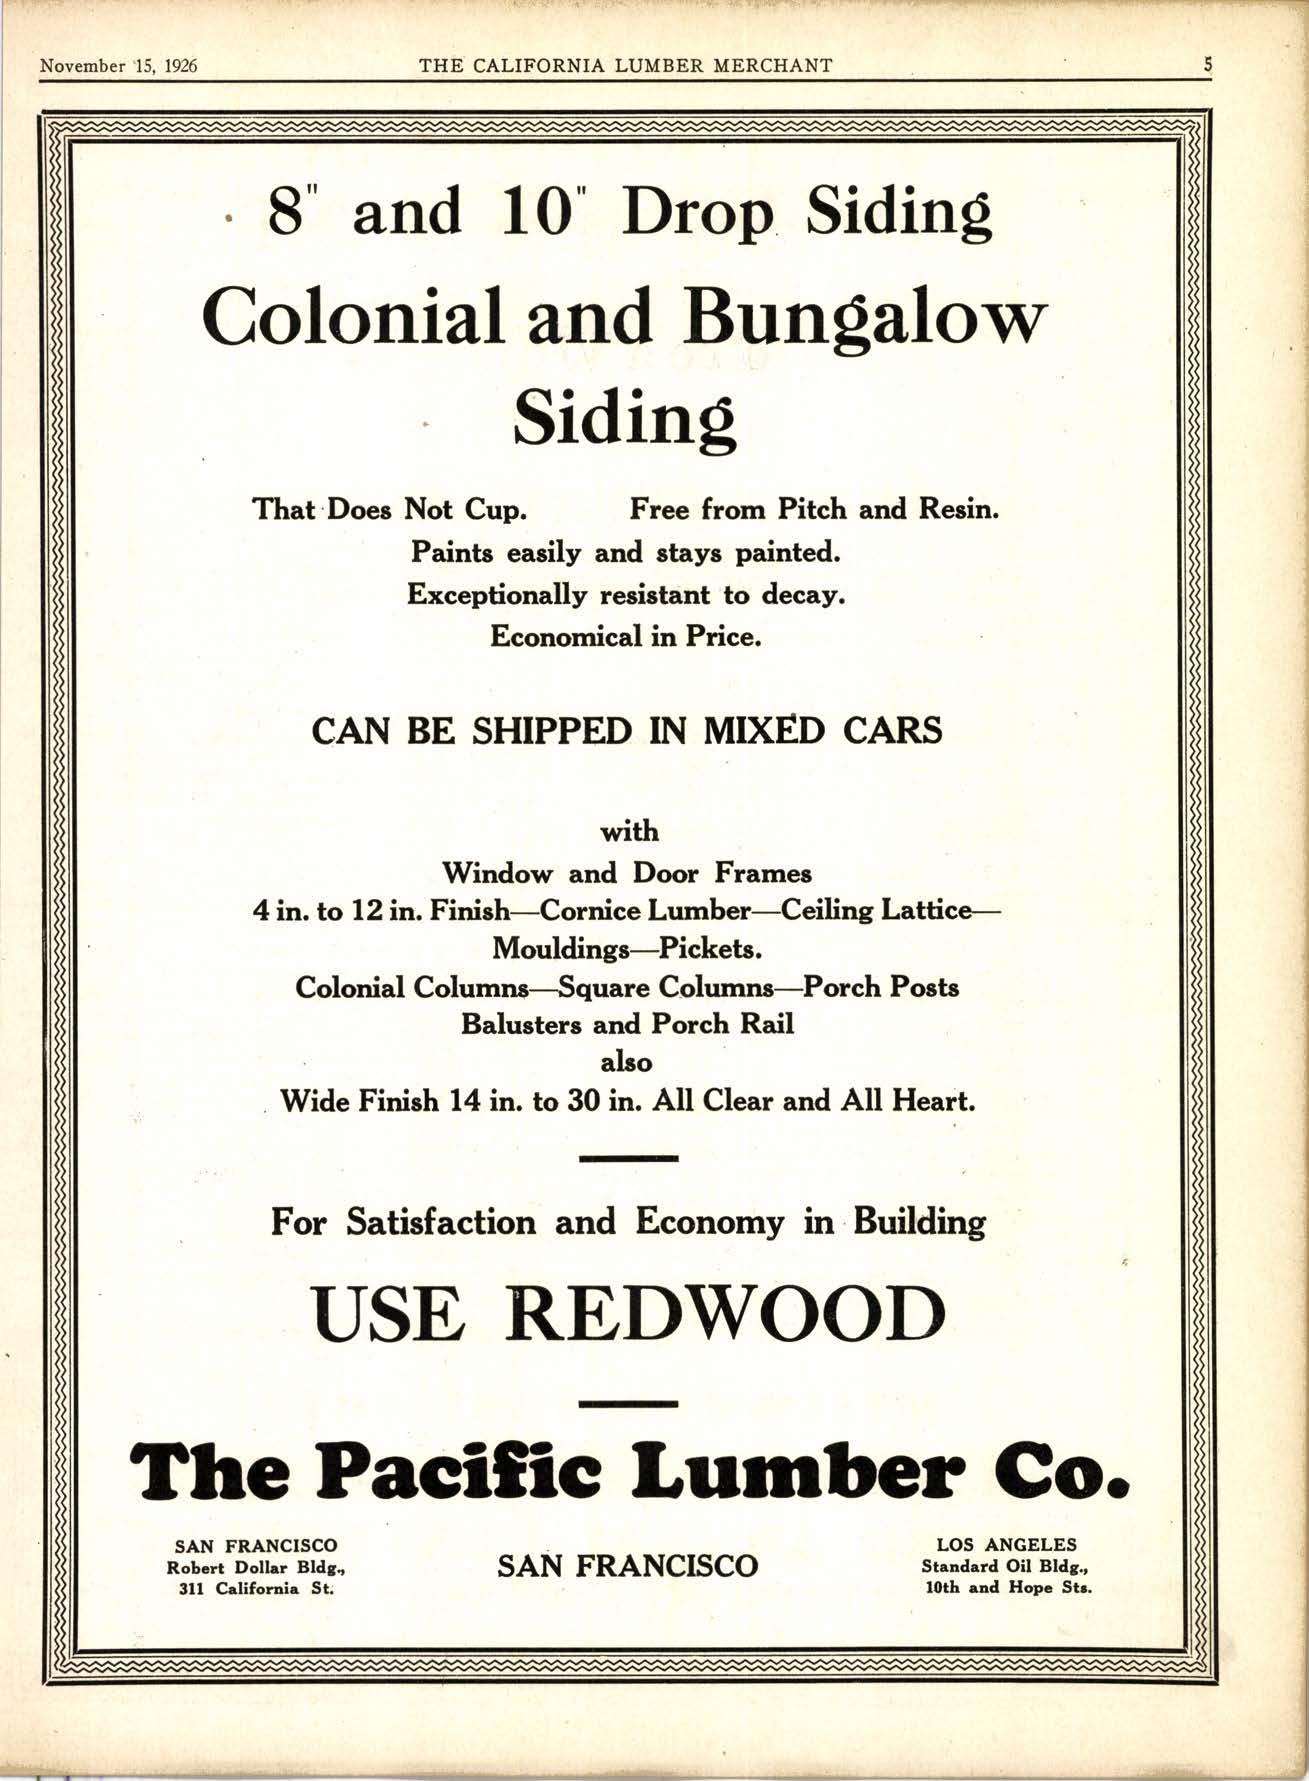 November 15, 1926
THE CALIFORNIA LUMBER MERCHANT
5
8" and 10" Drop Siding
Colonial and Bungalow
Siding
That Does Not Cup. Free from Pitch and Resin.
Paints easily and stays painted.
Exceptionally resistant to decay.
Economical in Price.
CAN BE SHIPPED IN MIXED CARS
with
Window and Door Frames
4 in. to 12 in. Finish—Cornice Lumber—Ceiling Lattice—
Mouldings—Pickets.
Colonial Columns—Square Columns—Porch Posts
Balusters and Porch Rail
also
Wide Finish 14 in. to 30 in. All Clear and All Heart.
For Satisfaction and Economy in Building
USE REDWOOD
The Pacific Lumber Co.
SAN FRANCISCO
Robert Dollar Bldg.,
311 California St.
SAN FRANCISCO
LOS ANGELES
Standard Oil Bldg.,
10th and Hope Sts.